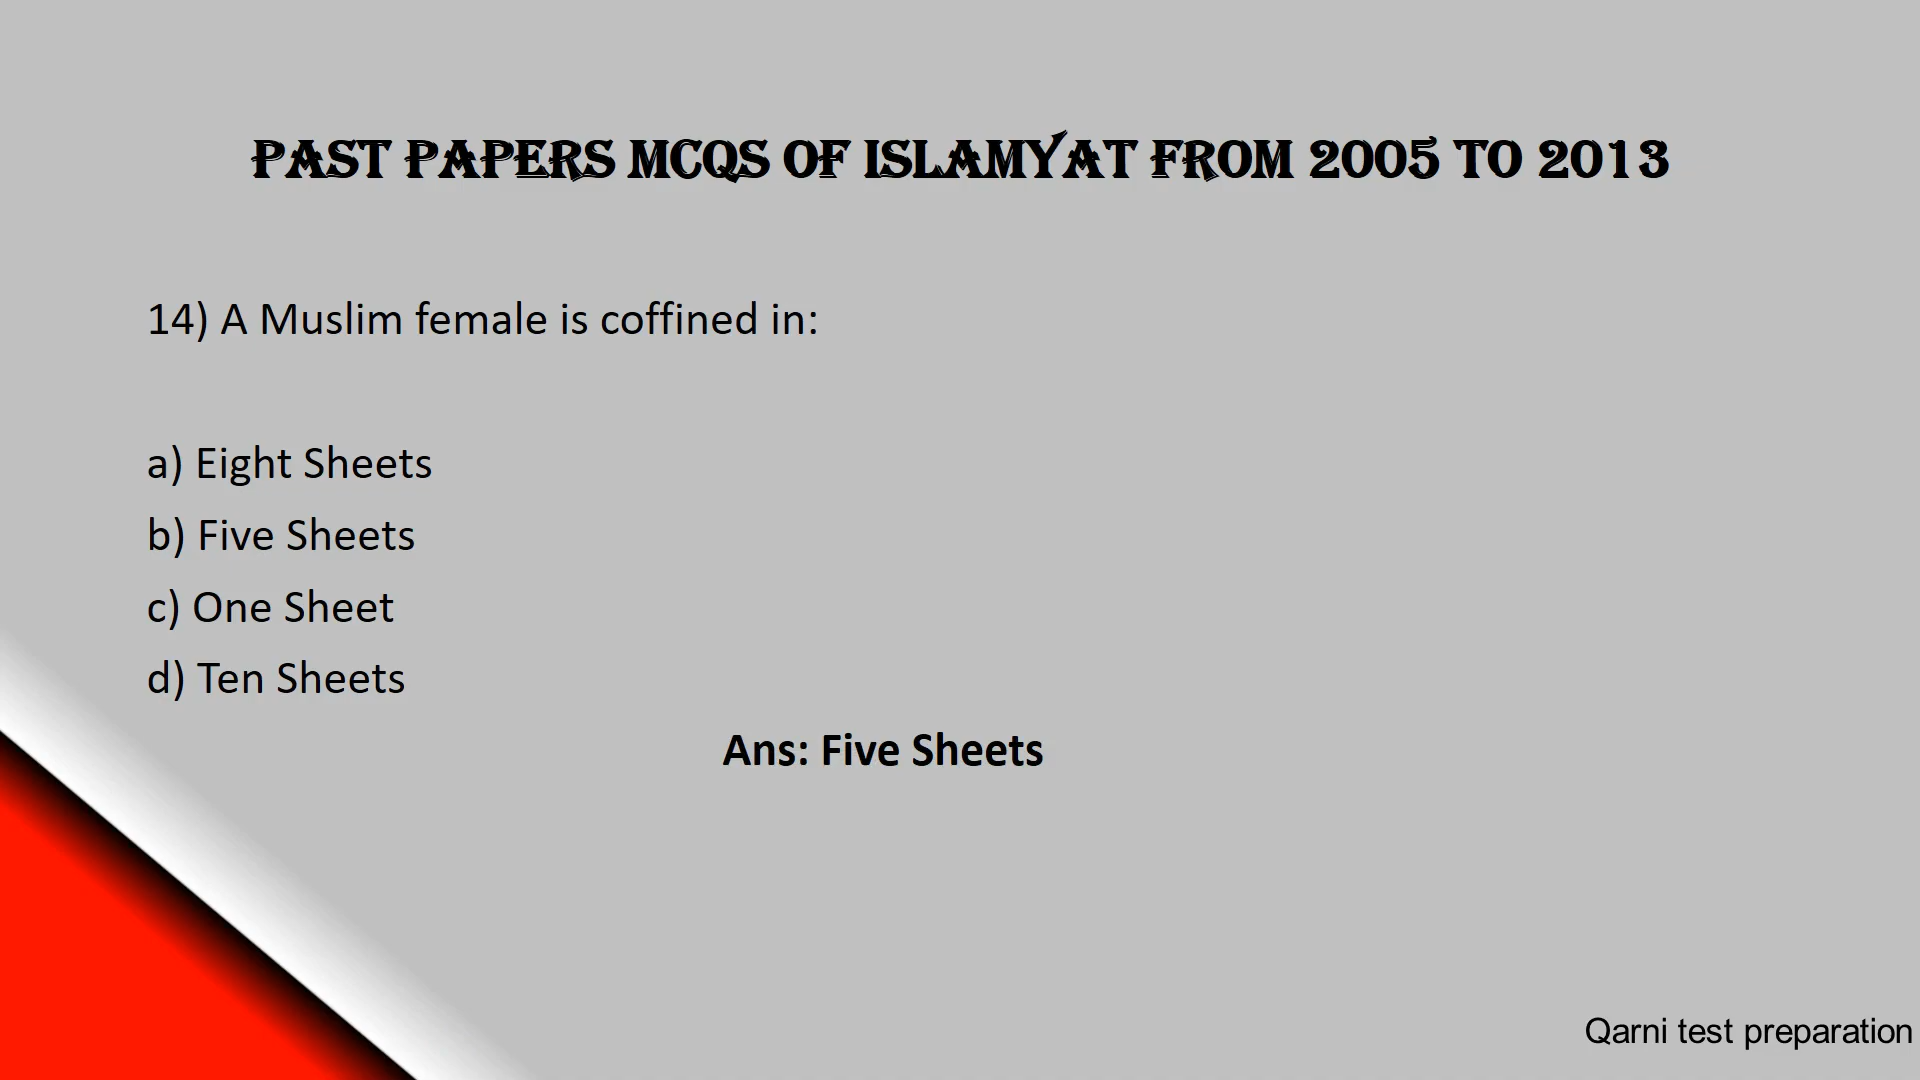 PAST PAPERS MCQS OF ISLAMYAT FROM 2005 TO 2013
14) A Muslim female is coffined in:
a) Eight Sheets
b) Five Sheets
c) One Sheet
d) Ten Sheets
Ans: Five Sheets
Qarni test preparation